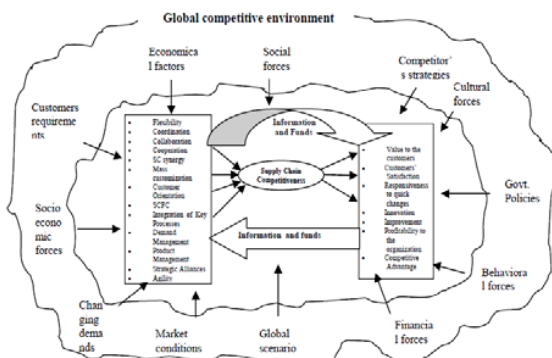 Global competitive environment
Economica
l factors
Social
forces
Competitor'
s strategies
Cultural
forces
Customers
requireme
nts
Flexibility
Coordination
Collaboration
Cooperation
SC synergy
Mass
customization
Customer
Orientation
SCFC
Integration of Key
Processes
Demand
Management
Product
Management
Strategic Alliances
Agility
Information
and Funds
Supply Chain
Competitiveness
Value to the
customers
Customers'
Satisfaction
Responsiveness
to quick
changes
Innovation
Improvement
Profitability to
the
organization.
Competitive
Advantage
Govt.
Policies
Socio
econo
mic
forces
Information and funds
Behaviora
l forces
Chan
ging
dema
nds
Market
conditions
Global
scenario
Financia
l forces